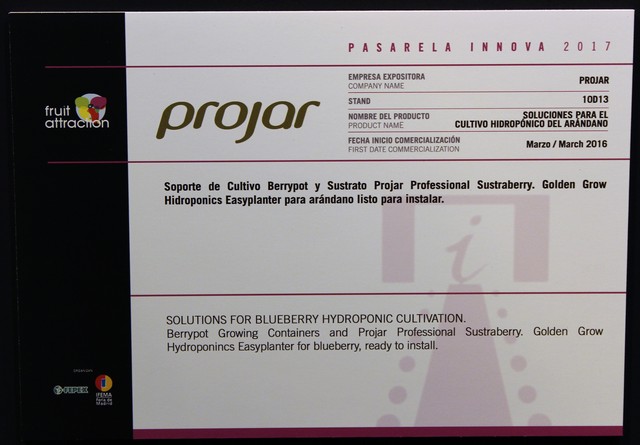 PASARELA INNOVA 2017
EMPRESA EXPOSITORA
COMPANY NAME
PROJAR
STAND
10D13
NOMBRE DEL PRODUCTO
PRODUCT NAME
SOLUCIONES PARA EL
CULTIVO HIDROPÓNICO DEL ARÁNDANO
FECHA INICIO COMERCIALIZACIÓN
FIRST DATE COMMERCIALIZATION
Marzo / March 2016
fruit
attraction
projar
Soporte de Cultivo Berrypot y Sustrato Projar Professional Sustraberry. Golden Grow
Hidroponics Easyplanter para arándano listo para instalar.
i
SOLUTIONS FOR BLUEBERRY HYDROPONIC CULTIVATION.
Berrypot Growing Containers and Projar Professional Sustraberry. Golden Grow
Hydroponincs Easyplanter for blueberry, ready to install.
FEPEX
IFEMA
Feria de
Madrid